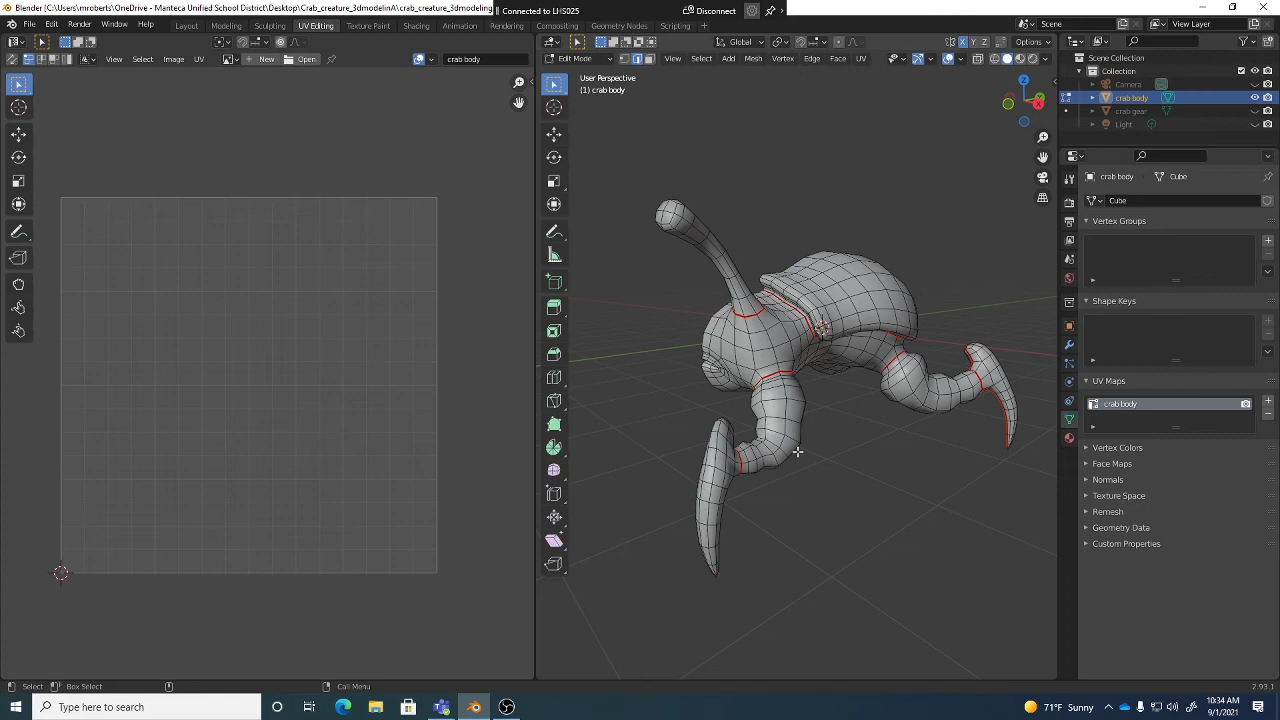 Blender [C:\Users\mroberts\OneDrive - Manteca Unified School District\Desktop\Crab_creature_3dmodelinA\crab_creature_3dmodeling
Connected to LHS025
Disconnect
File Edit Render Window Help Layout Modeling Sculpting UV Editing Texture Paint Shading Animation Rendering Compositing Geometry Nodes Scripting
Scene
View Layer
Global
Options
View Select Image UV New Open crab body
Edit Mode View Select Add Mesh Vertex Edge Face UV
User Perspective
(1) crab body
Scene Collection
Collection
Camera
crab body
crab gear
Light
crab body Cube
Cube
Vertex Groups
Shape Keys
UV Maps
crab body
Vertex Colors
Face Maps
Normals
Texture Space
Remesh
Geometry Data
Custom Properties
X Y Z
Z
Y
X
Select Box Select Call Menu 2.93.1
Type here to search
71°F Sunny
10:34 AM
9/1/2021